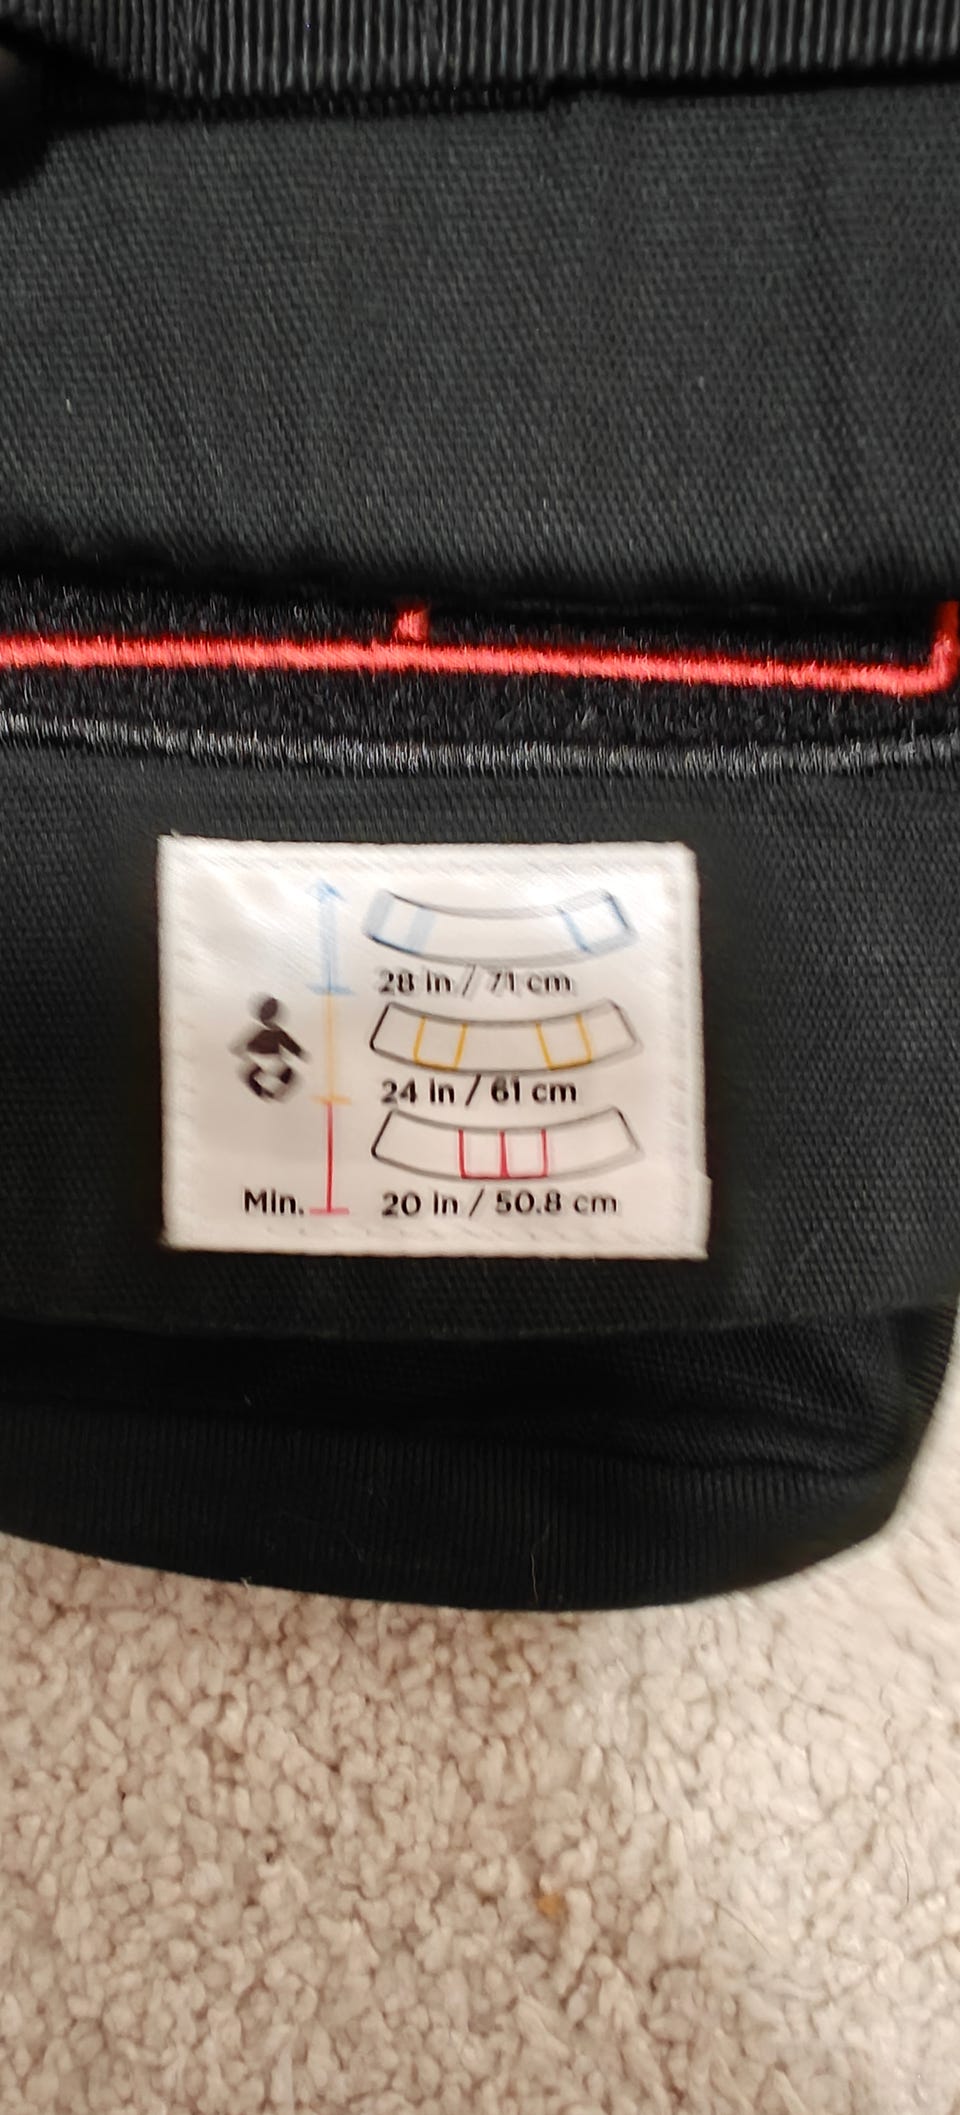 28 in / 71 cm
24 in / 61 cm
Min. 20 in / 50.8 cm